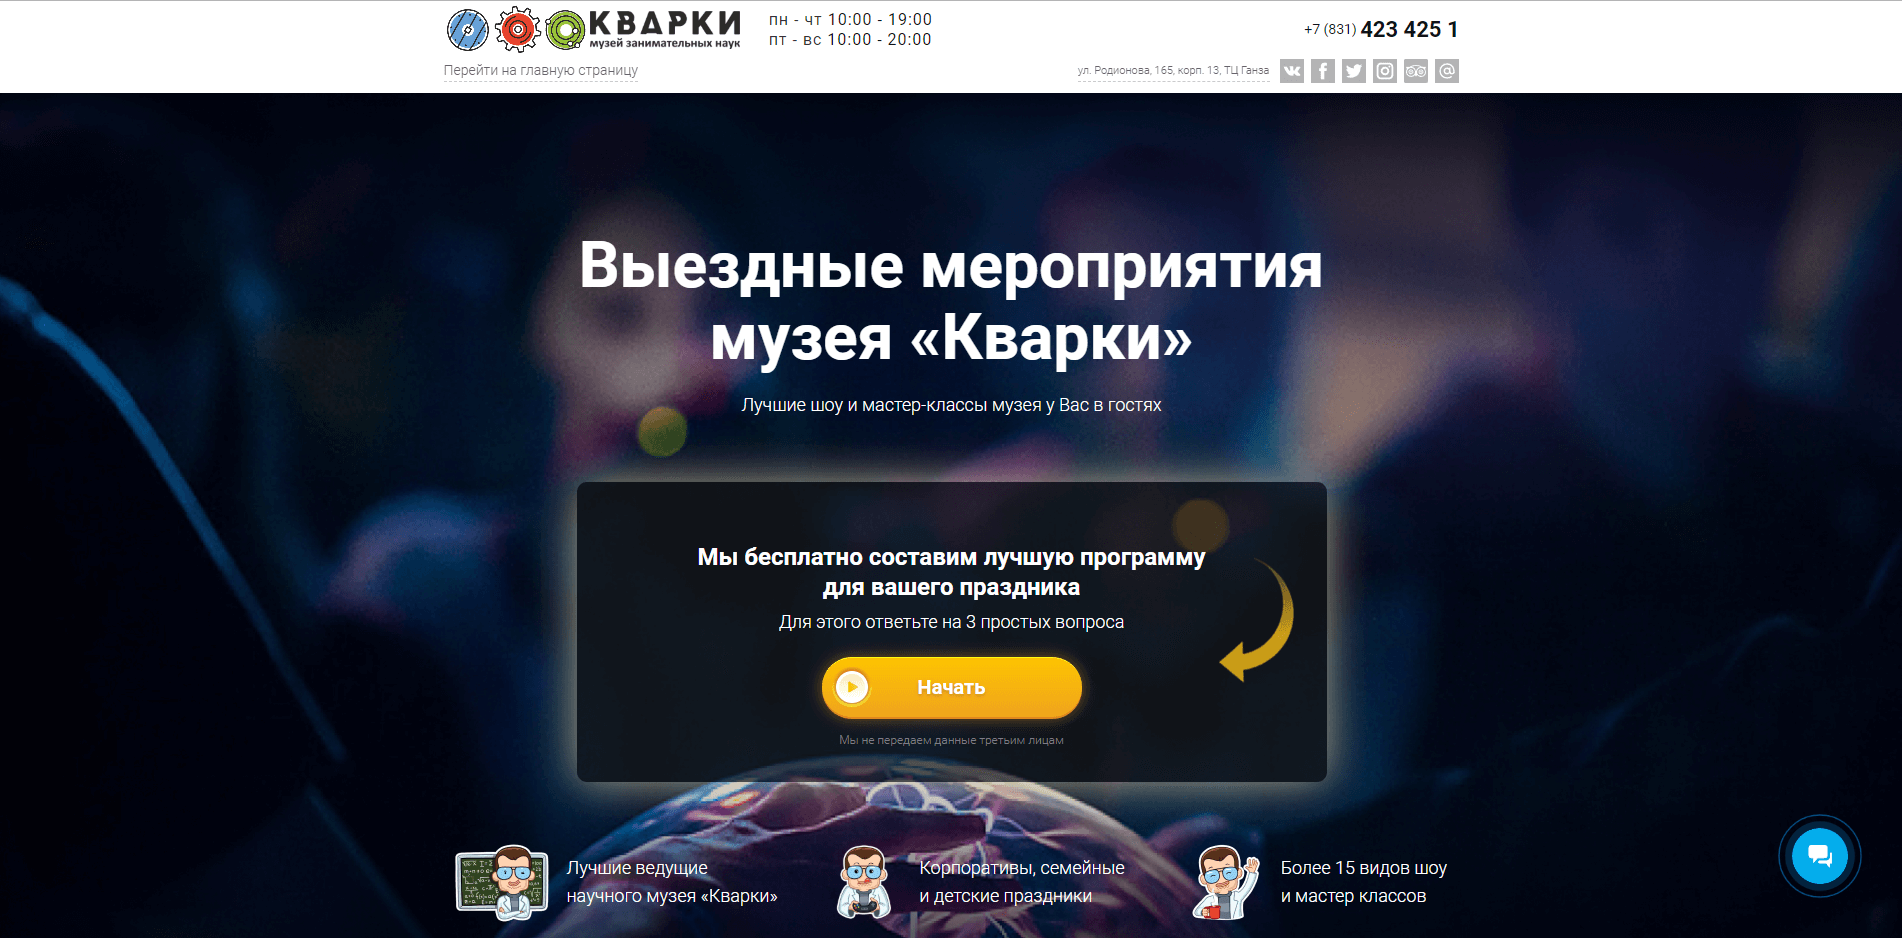 КВАРКИ
музей занимательных наук
пн - чт 10:00 - 19:00
пт - вс 10:00 - 20:00
+7 (831) 423 425 1
Перейти на главную страницу
ул. Родионова, 165, корп. 13, ТЦ Ганза
Выездные мероприятия
музея «Кварки»
Лучшие шоу и мастер-классы музея у Вас в гостях
Мы бесплатно составим лучшую программу
для вашего праздника
Для этого ответьте на 3 простых вопроса
Начать
Мы не передаем данные третьим лицам
Лучшие ведущие
научного музея «Кварки»
Корпоративы, семейные
и детские праздники
Более 15 видов шоу
и мастер классов